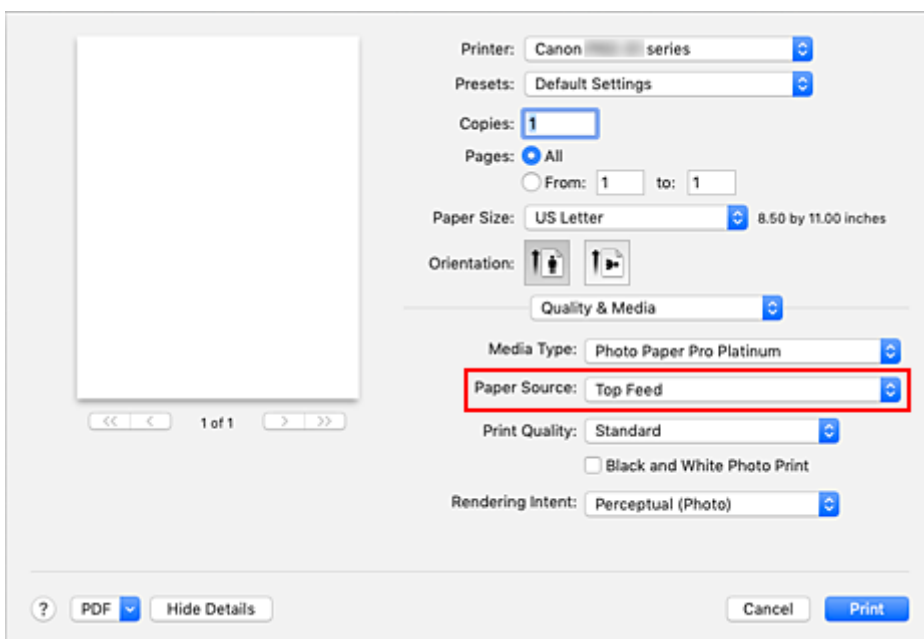 Printer: Canon series
Presets: Default Settings
Copies: 1
Pages: All
From: 1 to: 1
Paper Size: US Letter 8.50 by 11.00 inches
Orientation:
Quality & Media
Media Type: Photo Paper Pro Platinum
Paper Source: Top Feed
<< < 1 of 1 > >>
Print Quality: Standard
Black and White Photo Print
Rendering Intent: Perceptual (Photo)
? PDF Hide Details Cancel Print